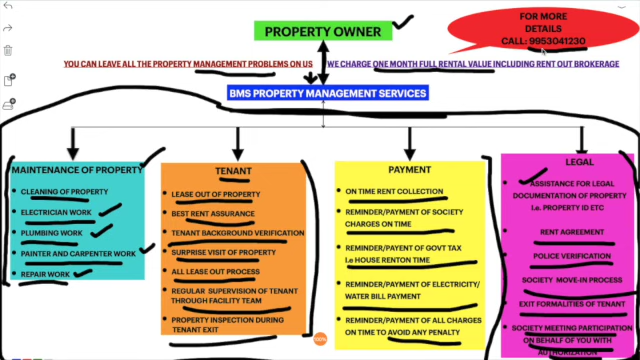 PROPERTY OWNER
FOR MORE
DETAILS
CALL: 9953041230
YOU CAN LEAVE ALL THE PROPERTY MANAGEMENT PROBLEMS ON US
WE CHARGE ONE MONTH FULL RENTAL VALUE INCLUDING RENT OUT BROKERAGE
BMS PROPERTY MANAGEMENT SERVICES
MAINTENANCE OF PROPERTY
• CLEANING OF PROPERTY
• ELECTRICIAN WORK
• PLUMBING WORK
• PAINTER AND CARPENTER WORK
• REPAIR WORK
TENANT
• LEASE OUT OF PROPERTY
• BEST RENT ASSURANCE
• TENANT BACKGROUND VERIFICATION
• SURPRISE VISIT OF PROPERTY
• ALL LEASE OUT PROCESS
• REGULAR SUPERVISION OF TENANT
THROUGH FACILITY TEAM
• PROPERTY INSPECTION DURING
TENANT EXIT
PAYMENT
• ON TIME RENT COLLECTION
• REMINDER/PAYMENT OF SOCIETY
CHARGES ON TIME
• REMINDER/PAYENT OF GOVT TAX
i.e HOUSE RENTON TIME
• REMINDER/PAYMENT OF ELECTRICITY/
WATER BILL PAYMENT
• REMINDER/PAYMENT OF ALL CHARGES
ON TIME TO AVOID ANY PENALTY
LEGAL
• ASSISTANCE FOR LEGAL
DOCUMENTATION OF PROPERTY
i.e. PROPERTY ID ETC
• RENT AGREEMENT
• POLICE VERIFICATION
• SOCIETY MOVE-IN PROCESS
• EXIT FORMALITIES OF TENANT
• SOCIETY MEETING PARTICIPATION
ON BEHALF OF YOU WITH
AUTHORIZATION